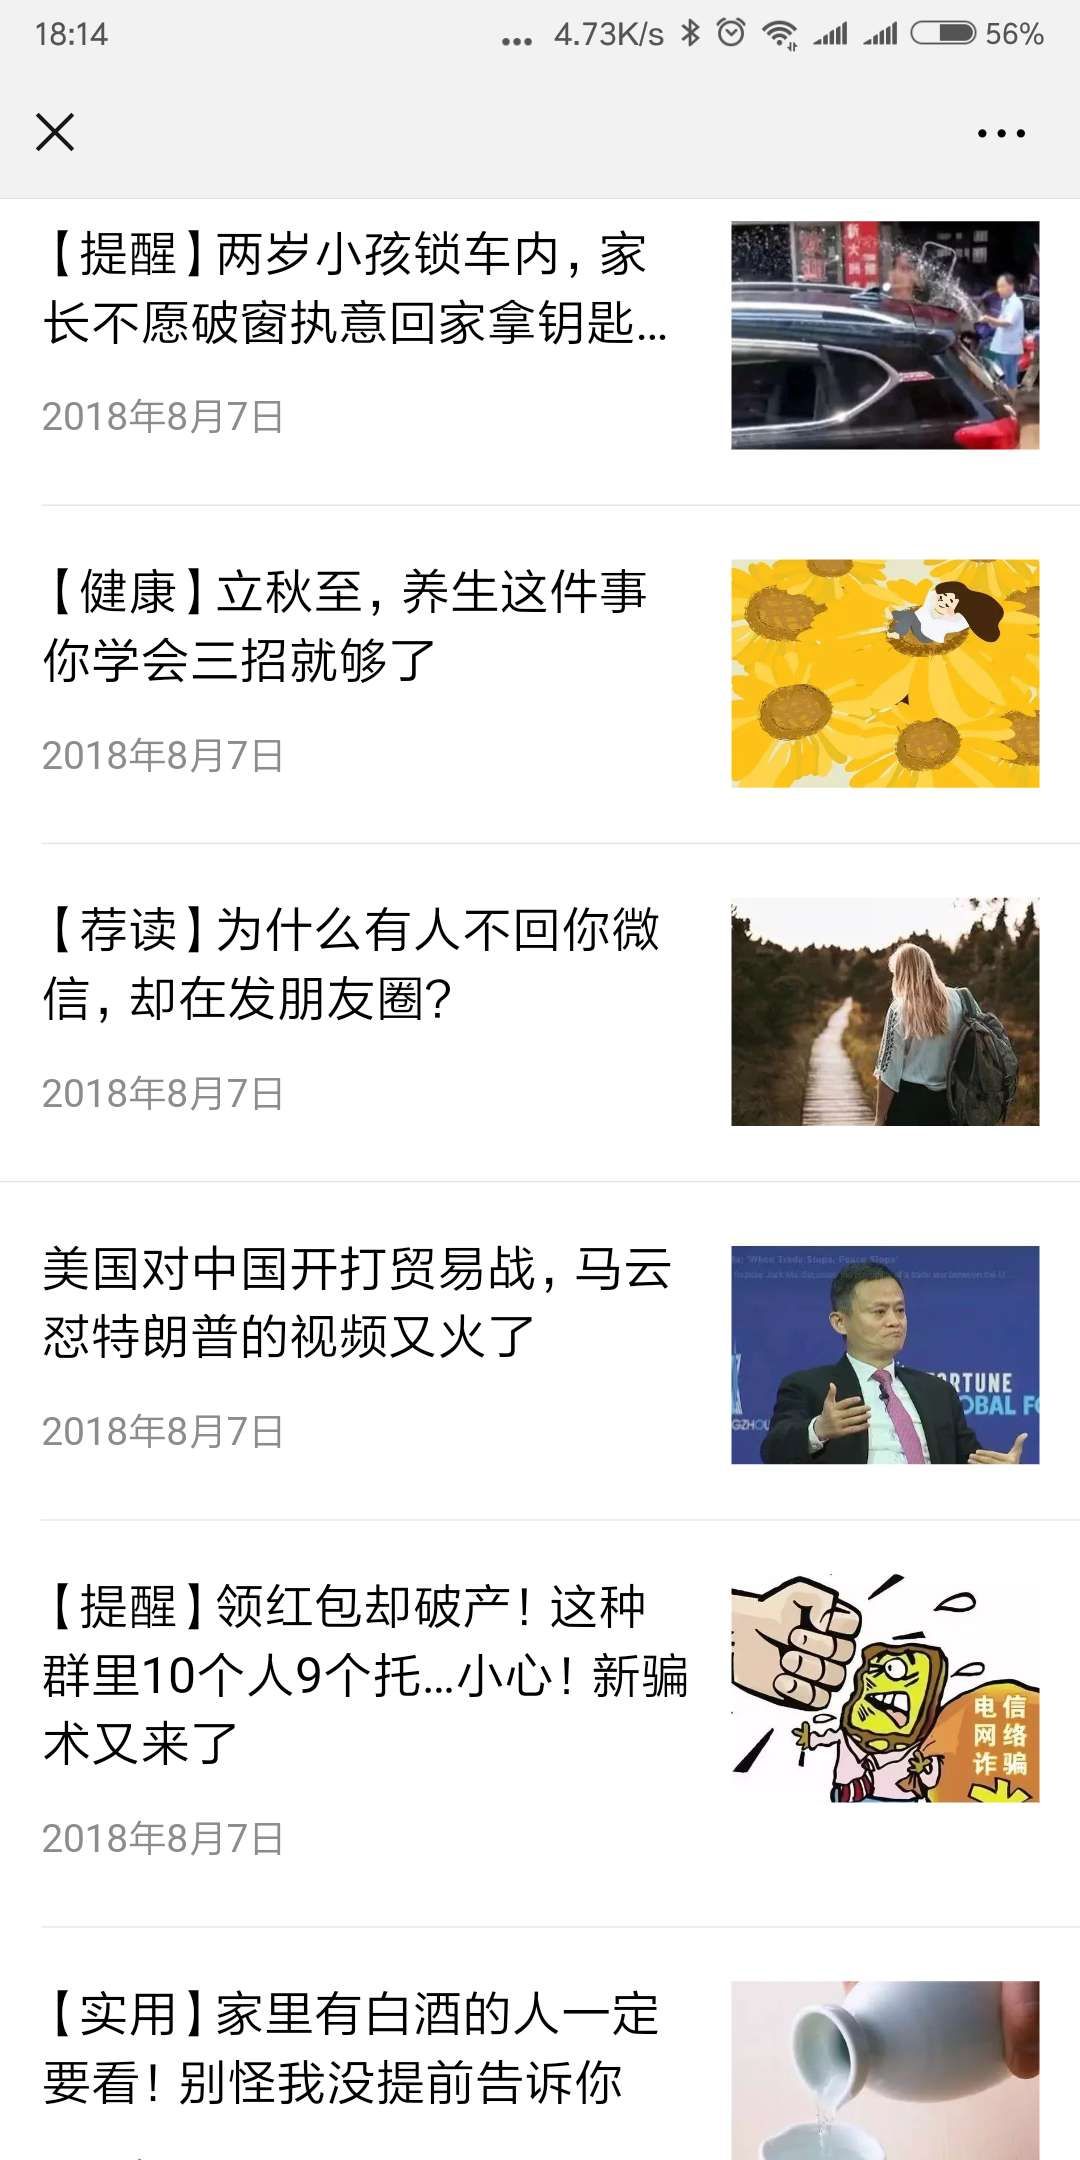 18:14
... 4.73K/s 56%
【提醒】两岁小孩锁车内，家
长不愿破窗执意回家拿钥匙...
2018年8月7日
【健康】立秋至，养生这件事
你学会三招就够了
2018年8月7日
【荐读】为什么有人不回你微
信，却在发朋友圈？
2018年8月7日
美国对中国开打贸易战，马云
怼特朗普的视频又火了
2018年8月7日
"When Trade Stops, Peace Stops"
ORTUNE
OBAL FO
GZHOU
【提醒】领红包却破产！这种
群里10个人9个托...小心！新骗
术又来了
2018年8月7日
电信
网络
诈骗
【实用】家里有白酒的人一定
要看！别怪我没提前告诉你